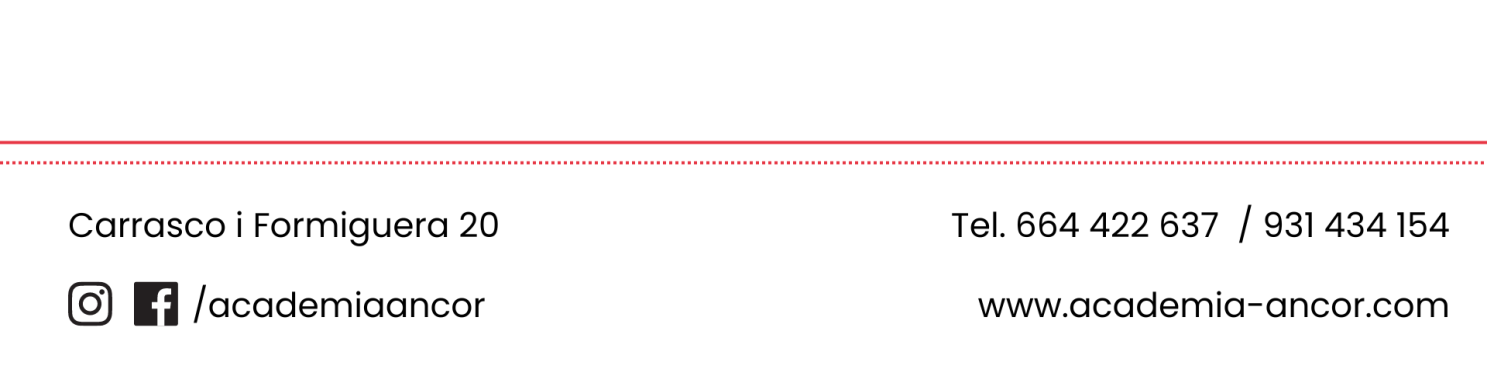 Carrasco i Formiguera 20
Tel. 664 422 637 / 931 434 154
/academiaancor
www.academia-ancor.com